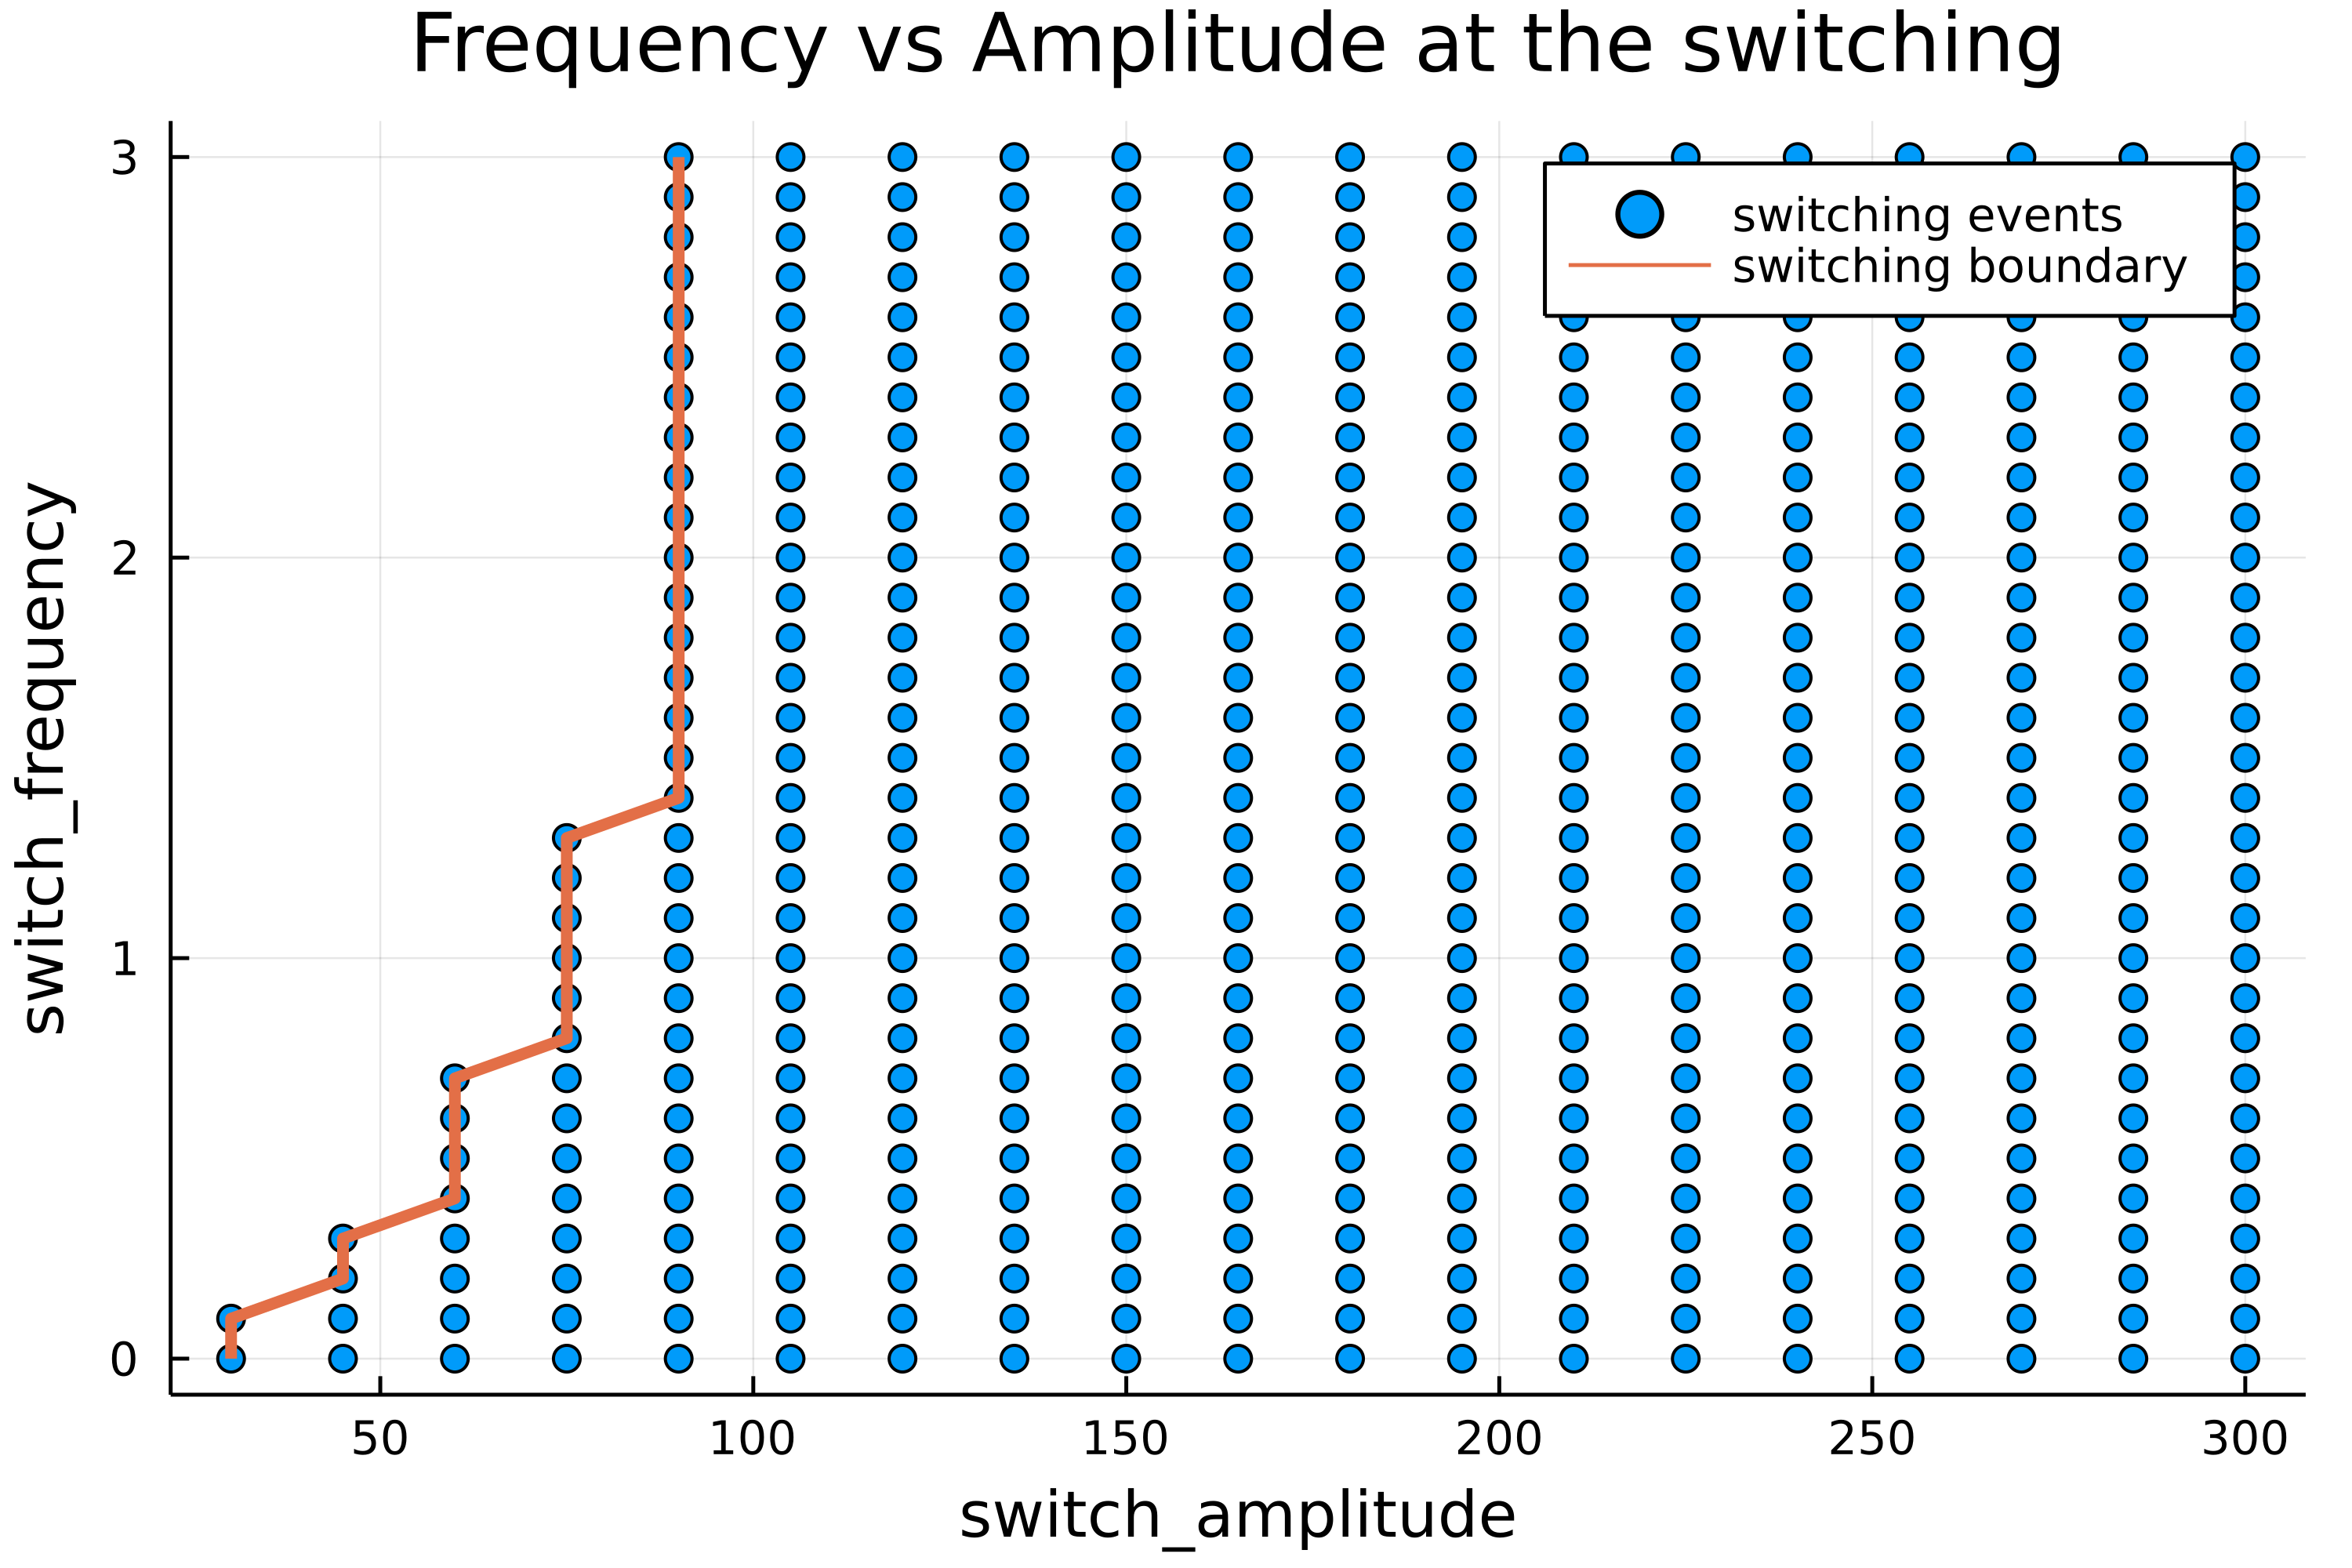 Frequency vs Amplitude at the switching
switching events
switching boundary
switch_frequency
3
2
1
0
50 100 150 200 250 300
switch_amplitude